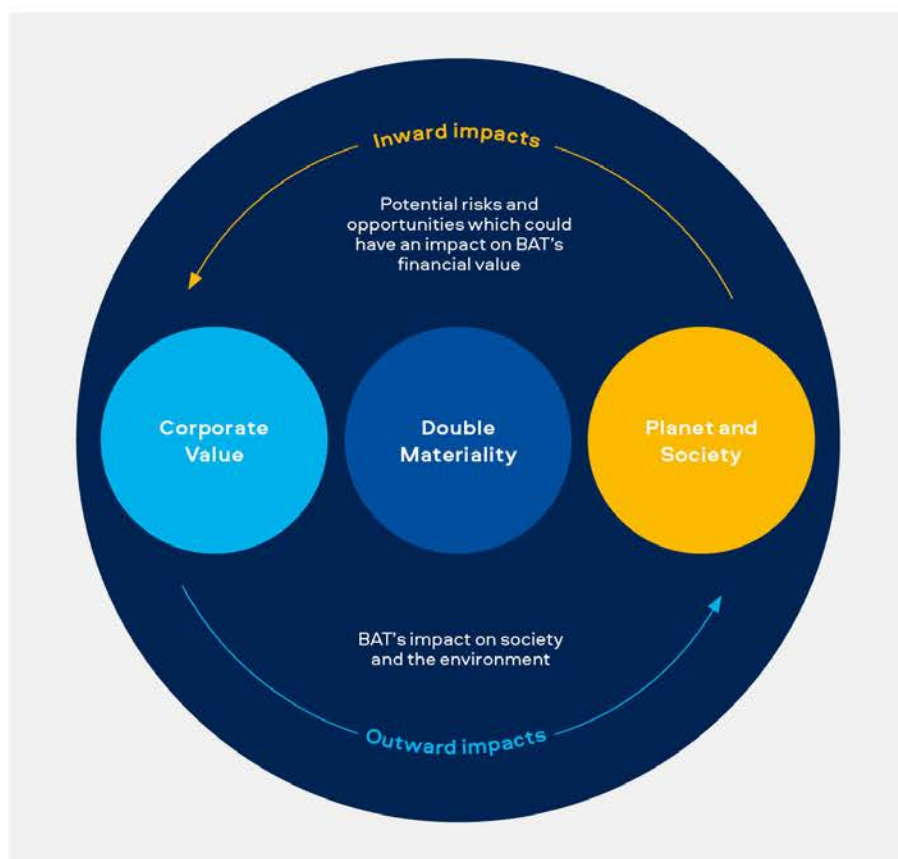 Inward impacts
Potential risks and
opportunities which could
have an impact on BAT's
financial value
Corporate
Value
Double
Materiality
Planet and
Society
BAT's impact on society
and the environment
Outward impacts